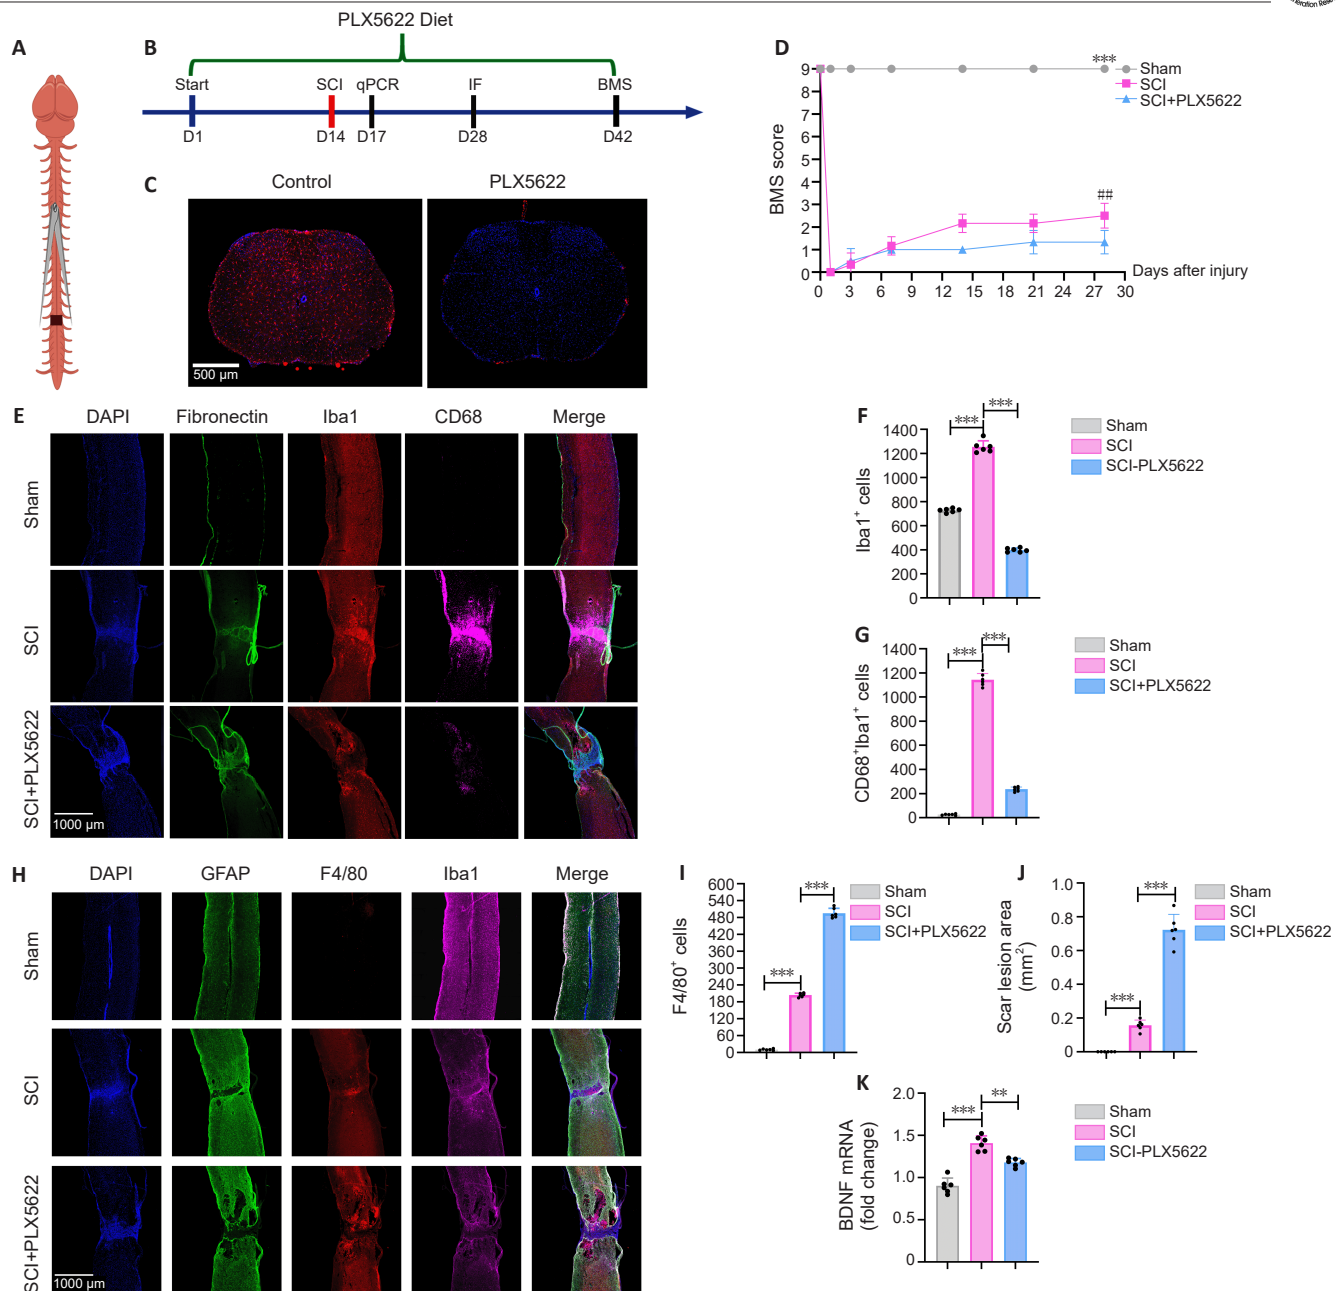 neration Rese
PLX5622 Diet
A
B
Start
SCI
qPCR
IF
BMS
D1
D14
D17
D28
D42
C
Control
PLX5622
500 μm
D
***
Sham
SCI
SCI+PLX5622
BMS score
9
8
7
6
5
4
3
2
1
0
##
Days after injury
0 3 6 9 12 15 18 21 24 27 30
E
DAPI
Fibronectin
Iba1
CD68
Merge
Sham
SCI
SCI+PLX5622
1000 μm
F
***
***
Sham
SCI
SCI-PLX5622
Iba1+ cells
1400
1200
1000
800
600
400
200
0
G
***
***
Sham
SCI
SCI+PLX5622
CD68+Iba1+ cells
1400
1200
1000
800
600
400
200
0
H
DAPI
GFAP
F4/80
Iba1
Merge
Sham
SCI
SCI+PLX5622
1000 μm
I
***
***
Sham
SCI
SCI+PLX5622
F4/80+ cells
600
540
480
420
360
300
240
180
120
60
0
J
***
***
Sham
SCI
SCI+PLX5622
Scar lesion area
(mm2)
1.0
0.8
0.6
0.4
0.2
0
K
***
**
Sham
SCI
SCI-PLX5622
BDNF mRNA
(fold change)
2.0
1.5
1.0
0.5
0